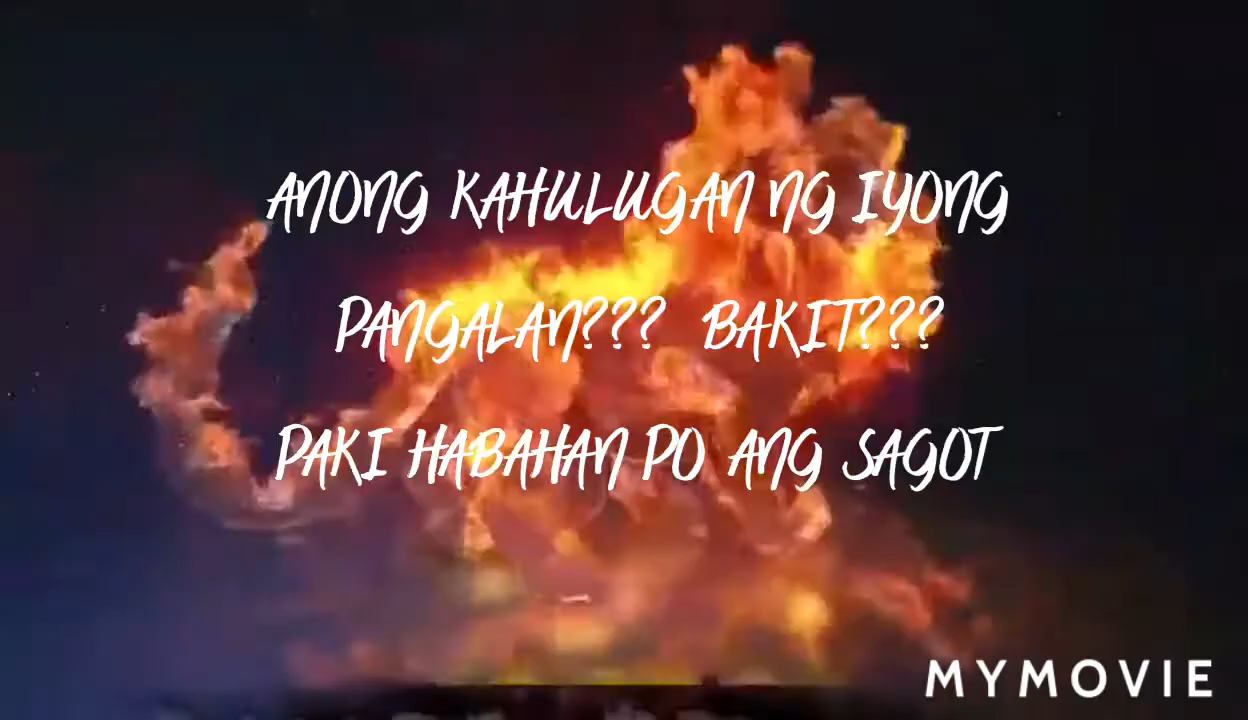 ANONG KAHULUGAN NG IYONG
PANGALAN??? BAKIT???
PAKI HABAHAN PO ANG SAGOT
MYMOVIE